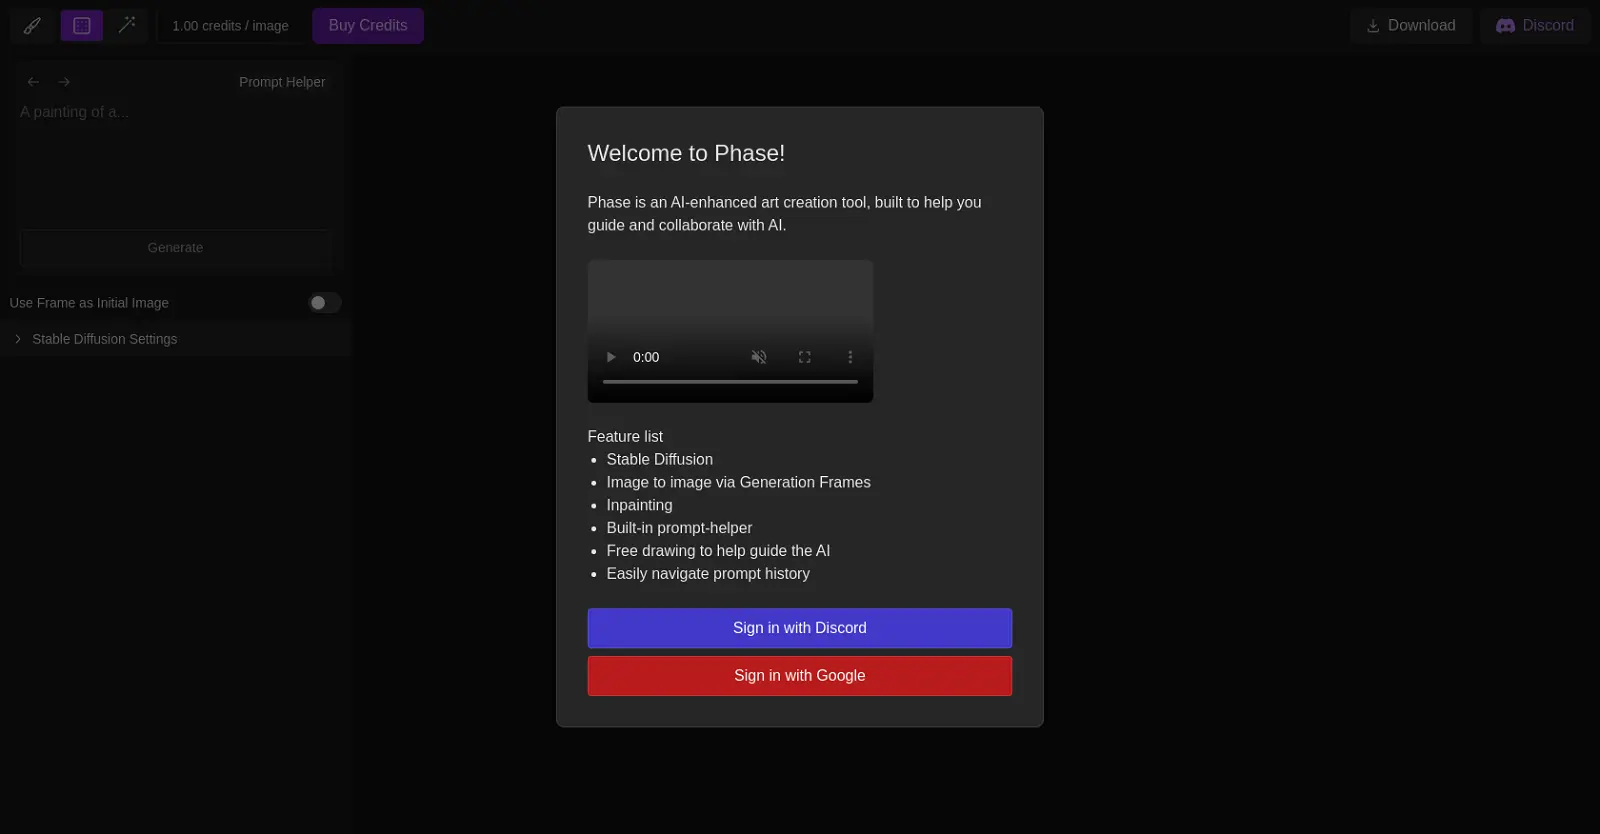 1.00 credits / image
Buy Credits
Download
Discord
Prompt Helper
A painting of a...
Generate
Use Frame as Initial Image
Stable Diffusion Settings
Welcome to Phase!
Phase is an AI-enhanced art creation tool, built to help you
guide and collaborate with AI.
0:00
Feature list
Stable Diffusion
Image to image via Generation Frames
Inpainting
Built-in prompt-helper
Free drawing to help guide the AI
Easily navigate prompt history
Sign in with Discord
Sign in with Google